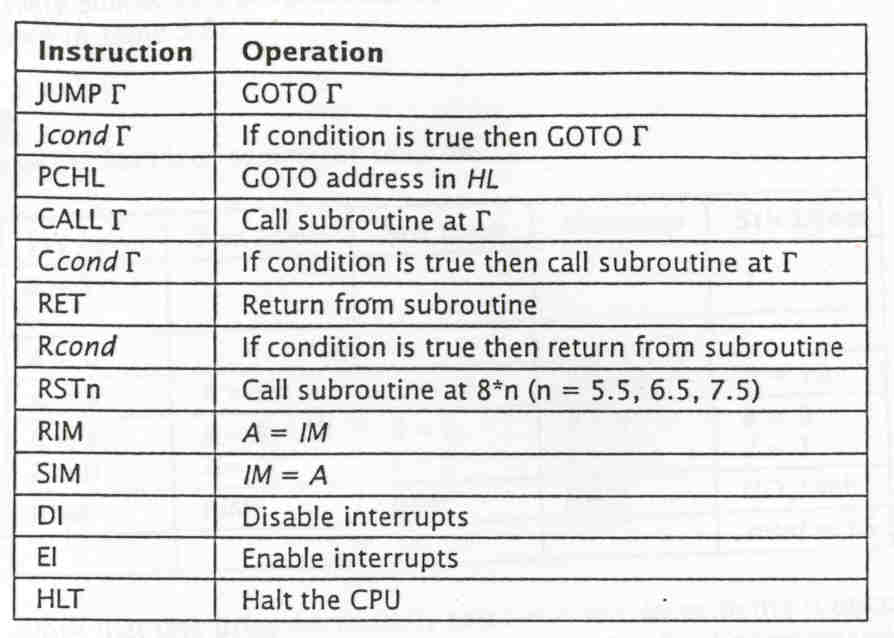 Instruction Operation
JUMP Γ GOTO Γ
Jcond Γ If condition is true then GOTO Γ
PCHL GOTO address in HL
CALL Γ Call subroutine at Γ
Ccond Γ If condition is true then call subroutine at Γ
RET Return from subroutine
Rcond If condition is true then return from subroutine
RSTn Call subroutine at 8*n (n = 5.5, 6.5, 7.5)
RIM A = IM
SIM IM = A
DI Disable interrupts
EI Enable interrupts
HLT Halt the CPU